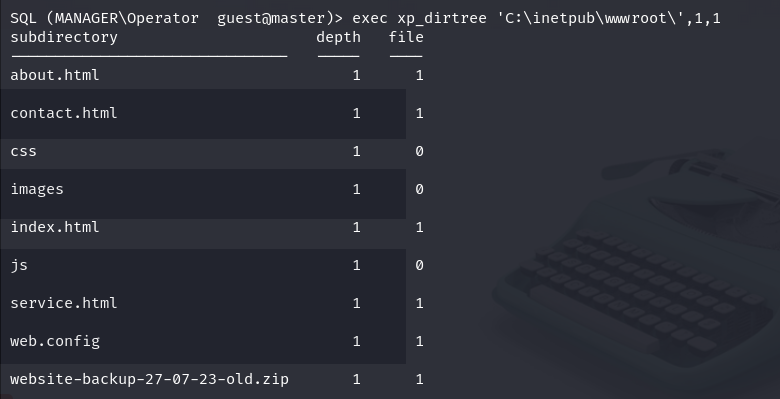 SQL (MANAGER\Operator  guest@master)> exec xp_dirtree 'C:\inetpub\wwwroot\',1,1
subdirectory depth file
about.html 1 1
contact.html 1 1
css 1 0
images 1 0
index.html 1 1
js 1 0
service.html 1 1
web.config 1 1
website-backup-27-07-23-old.zip 1 1